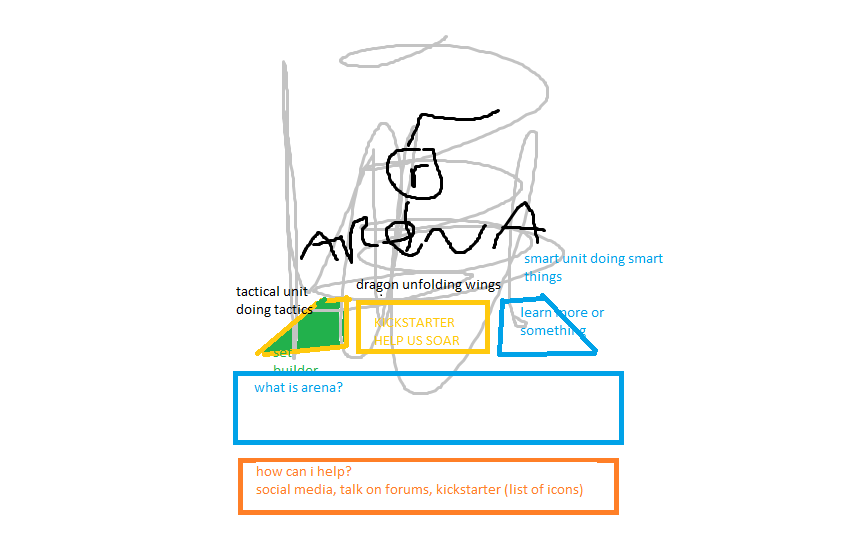 r
smart unit doing smart
things
tactical unit
doing tactics
dragon unfolding wings
KICKSTARTER
HELP US SOAR
learn more or
something
set
builder
what is arena?
how can i help?
social media, talk on forums, kickstarter (list of icons)